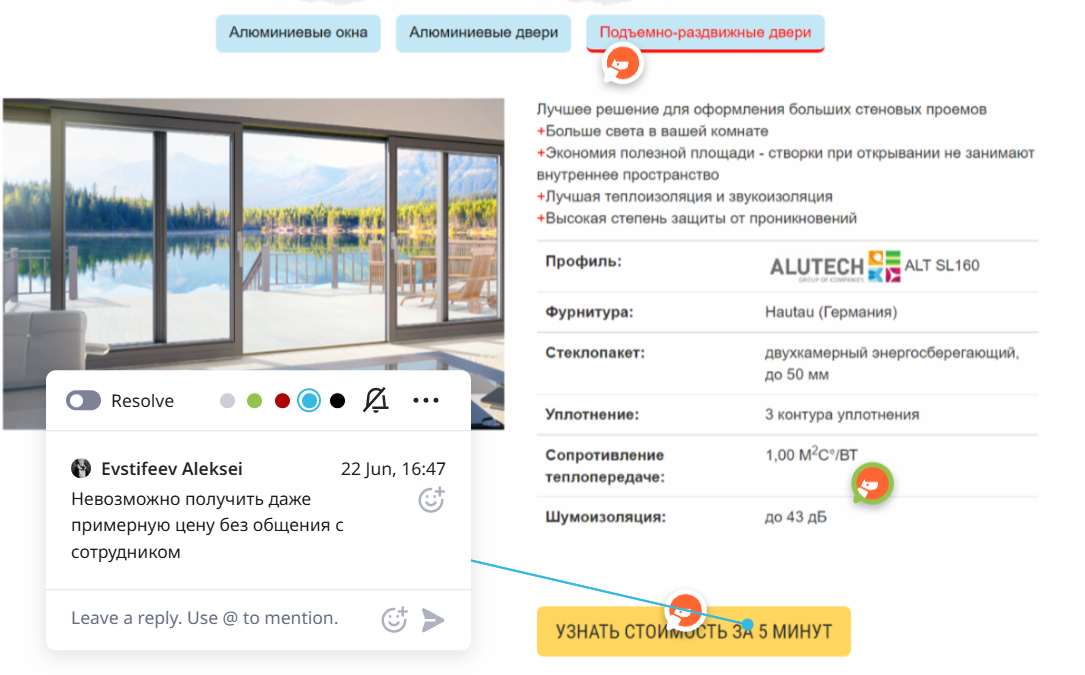 Алюминиевые окна
Алюминиевые двери
Подъемно-раздвижные двери
Лучшее решение для оформления больших стеновых проемов
+Больше света в вашей комнате
+Экономия полезной площади - створки при открывании не занимают
внутреннее пространство
+Лучшая теплоизоляция и звукоизоляция
+Высокая степень защиты от проникновений
Профиль:
ALUTECH
GROUP OF COMPANIES
ALT SL160
Фурнитура:
Hautau (Германия)
Стеклопакет:
двухкамерный энергосберегающий,
до 50 мм
Уплотнение:
3 контура уплотнения
Сопротивление
теплопередаче:
1,00 М²С°/ВТ
Шумоизоляция:
до 43 дБ
УЗНАТЬ СТОИМОСТЬ ЗА 5 МИНУТ
Resolve
Evstifeev Aleksei
22 Jun, 16:47
Невозможно получить даже
примерную цену без общения с
сотрудником
Leave a reply. Use @ to mention.